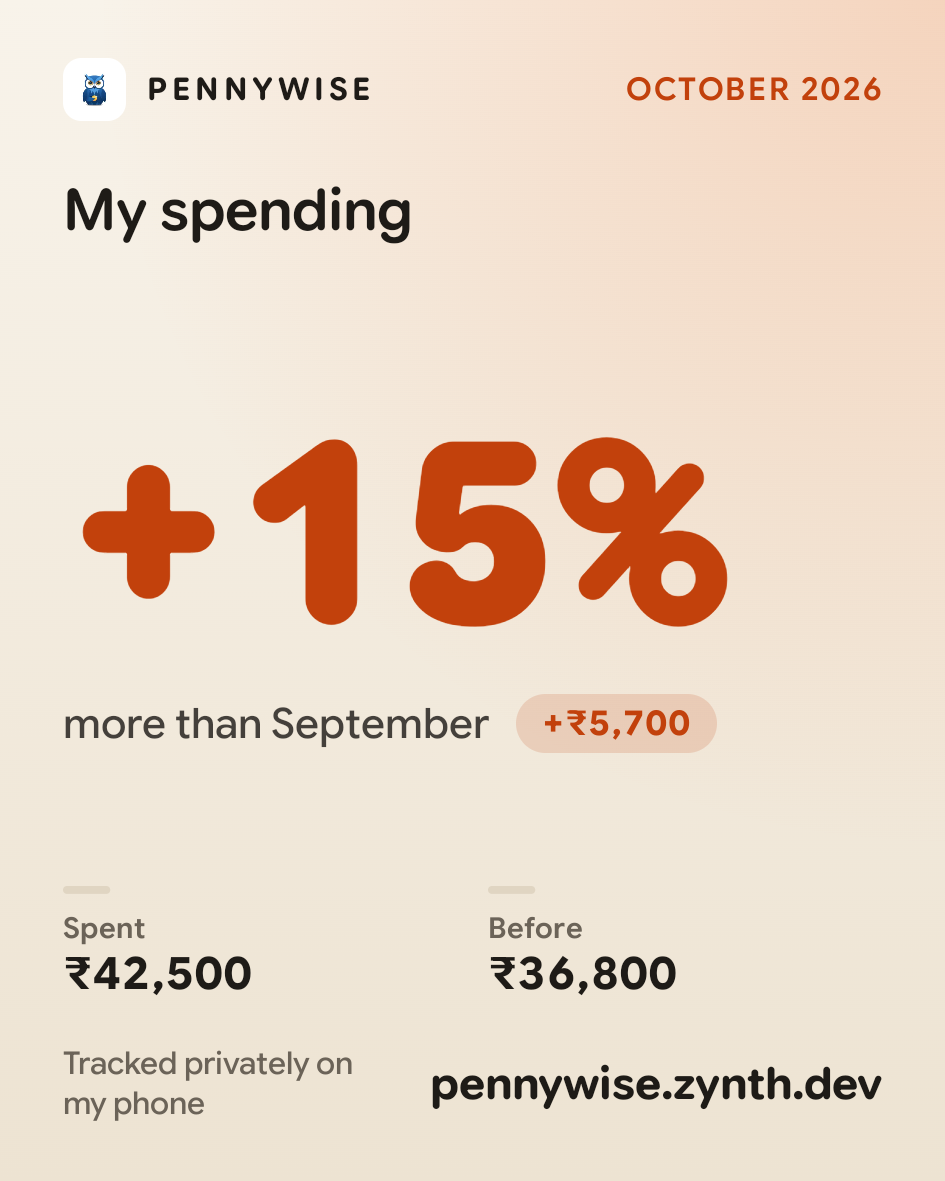 PENNYWISE
OCTOBER 2026
My spending
+15%
more than September
+₹5,700
Spent
₹42,500
Before
₹36,800
Tracked privately on
my phone
pennywise.zynth.dev